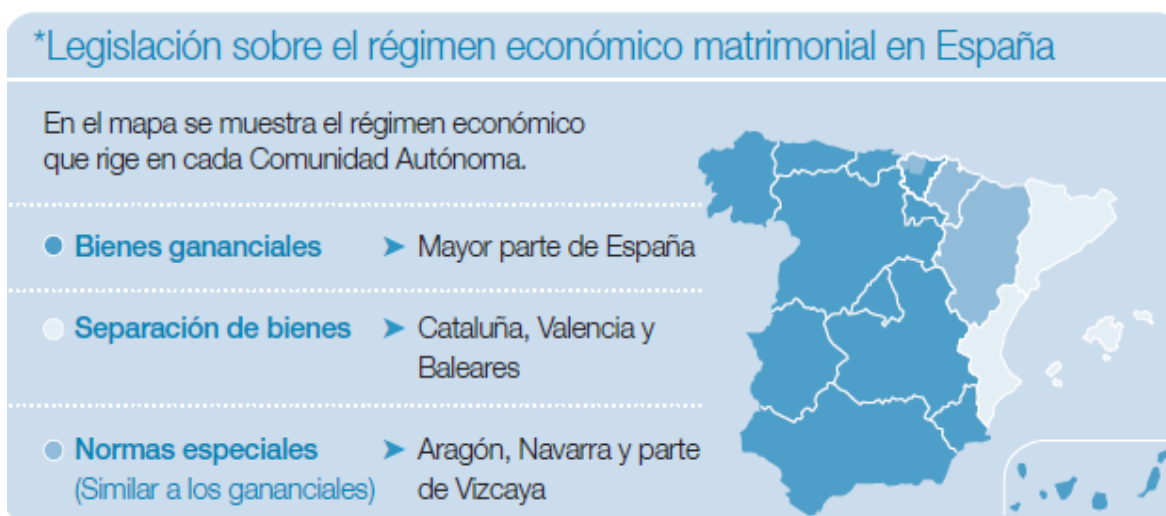 *Legislación sobre el régimen económico matrimonial en España
En el mapa se muestra el régimen económico
que rige en cada Comunidad Autónoma.
Bienes gananciales ➤ Mayor parte de España
Separación de bienes ➤ Cataluña, Valencia y
Baleares
Normas especiales ➤ Aragón, Navarra y parte
(Similar a los gananciales) de Vizcaya